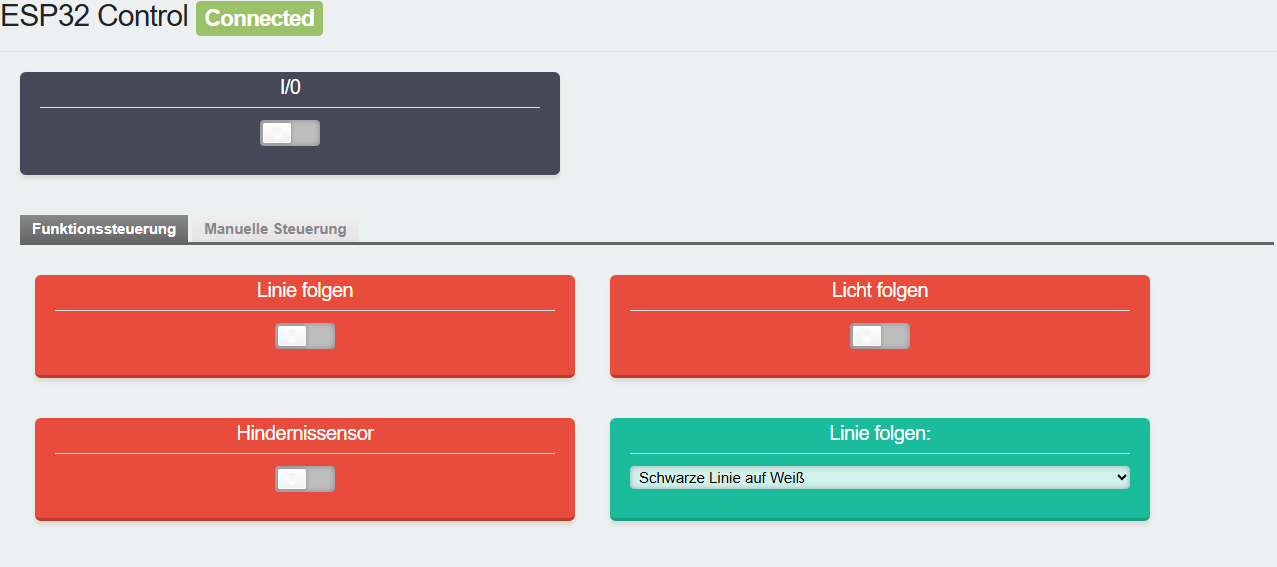 ESP32 Control Connected
I/0
Funktionssteuerung Manuelle Steuerung
Linie folgen
Licht folgen
Hindernissensor
Linie folgen:
Schwarze Linie auf Weiß